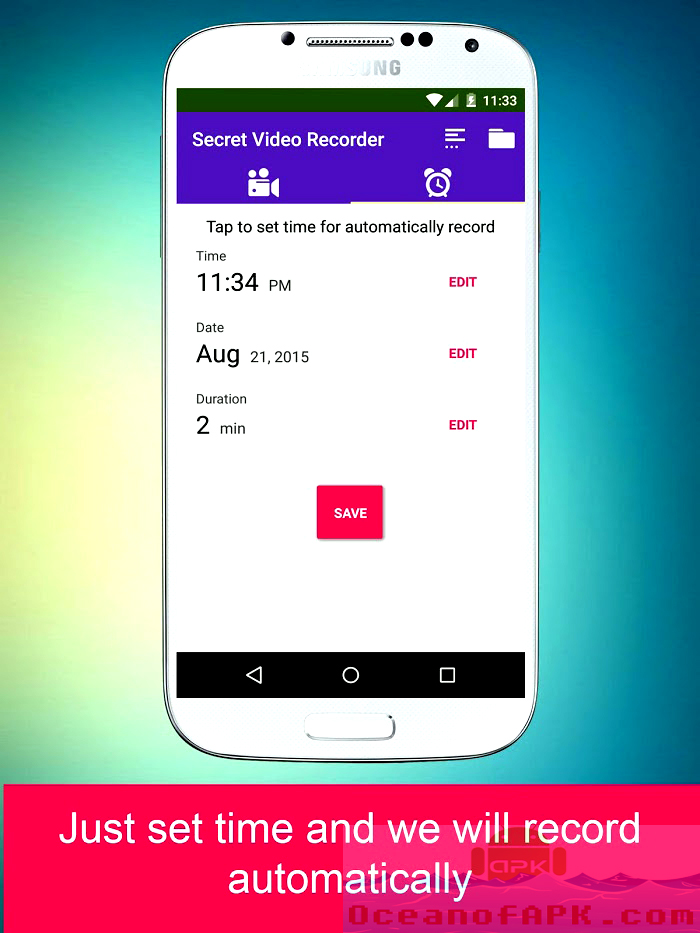 11:33
Secret Video Recorder
Tap to set time for automatically record
Time
11:34 PM
EDIT
Date
Aug 21, 2015
EDIT
Duration
2 min
EDIT
SAVE
Just set time and we will record
automatically
APK
OceanofAPK.com